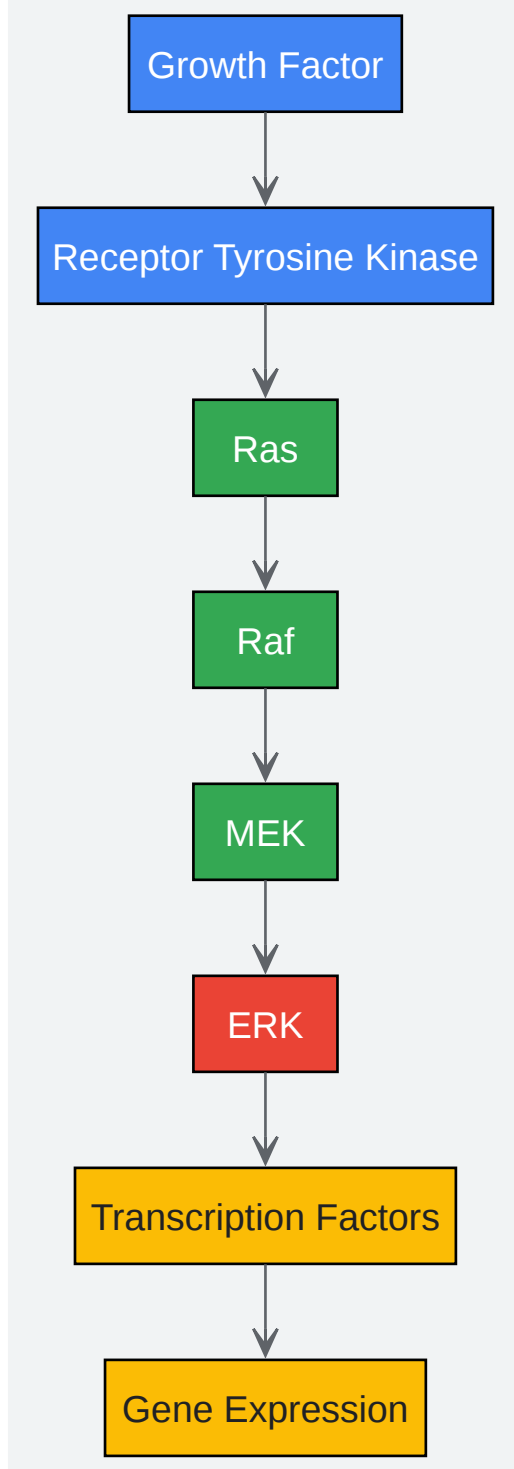 Growth Factor
Receptor Tyrosine Kinase
Ras
Raf
MEK
ERK
Transcription Factors
Gene Expression